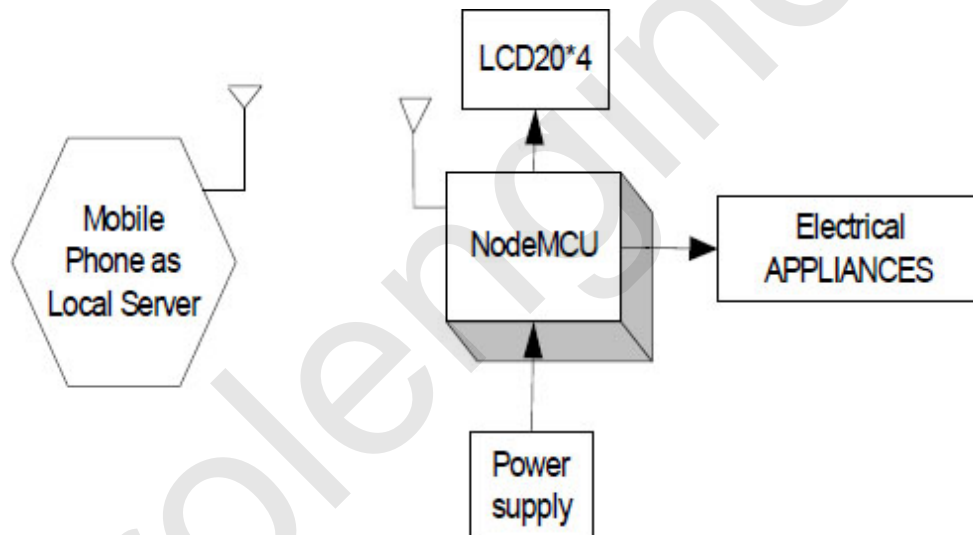 LCD20*4
Mobile
Phone as
Local Server
NodeMCU
Electrical
APPLIANCES
Power
supply